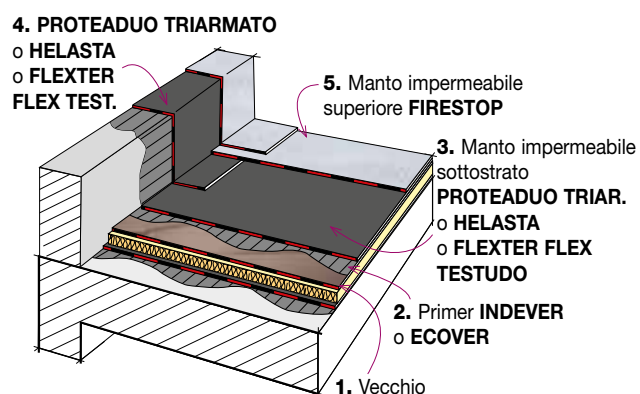 4. PROTEADUO TRIARMATO
o HELASTA
o FLEXTER
FLEX TEST.
5. Manto impermeabile
superiore FIRESTOP
3. Manto impermeabile
sottostrato
PROTEADUO TRIAR.
o HELASTA
o FLEXTER FLEX
TESTUDO
2. Primer INDEVER
o ECOVER
1. Vecchio